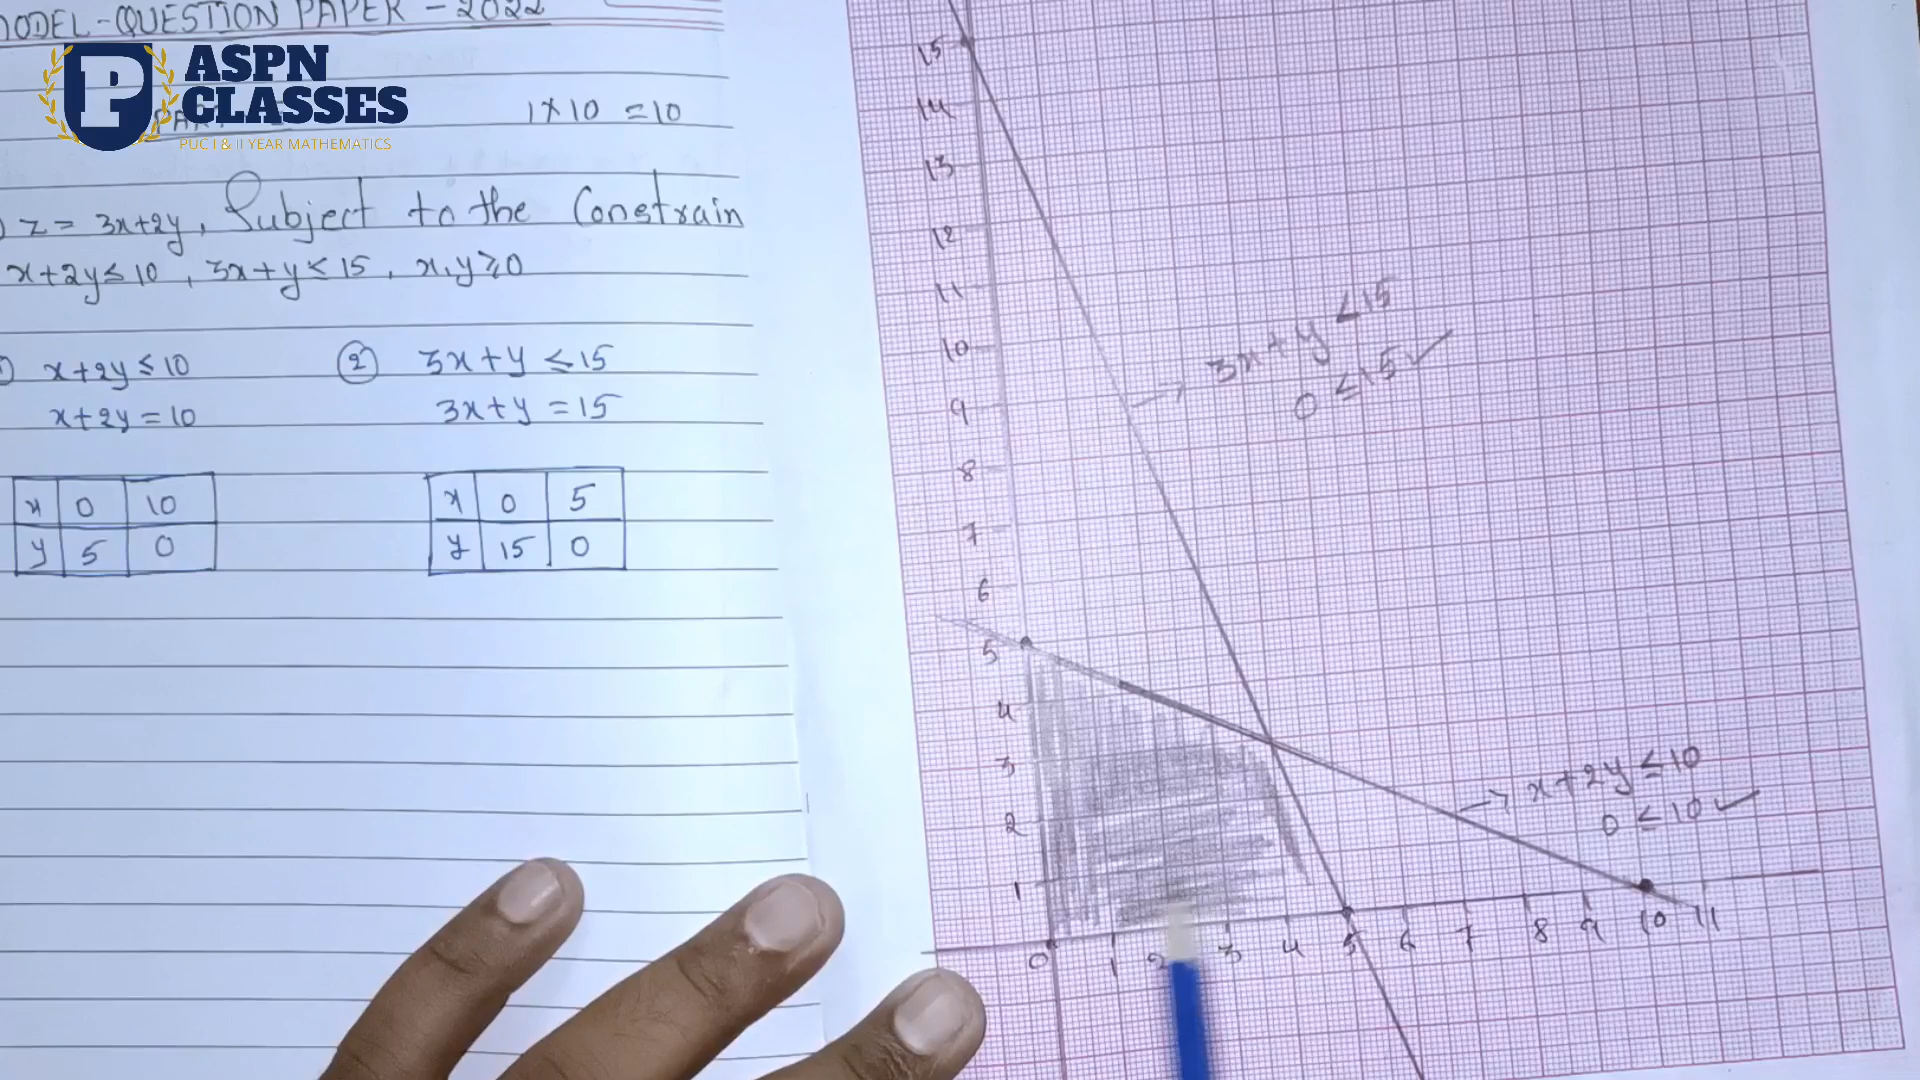 MODEL-QUESTION PAPER - 2022
ASPN
CLASSES
PUC I & II YEAR MATHEMATICS
P
PAR
1×10 =10
) z = 3x+2y, Subject to the Constrain
x+2y≤10, 3x+y<15, x,y≥0
) x+2y≤10
x+2y=10
② 3x+y ≤15
3x+y =15
x 0 10
y 5 0
x 0 5
y 15 0
15
14
13
12
11
10
9
8
7
6
5
4
3
2
1
0 1 2 3 4 5 6 7 8 9 10 11
→ 3x+y <15
0 <15 ✓
→ x+2y≤10
0 ≤10 ✓